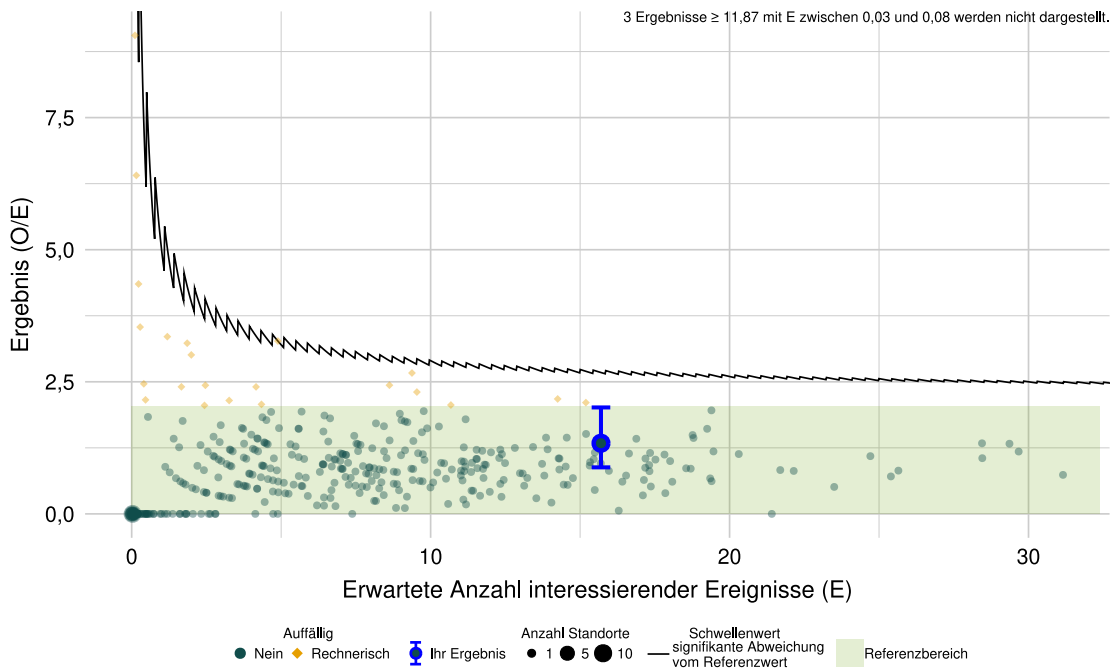 3 Ergebnisse ≥ 11,87 mit E zwischen 0,03 und 0,08 werden nicht dargestellt.
Ergebnis (O/E)
7,5
5,0
2,5
0,0
0
10
20
30
Erwartete Anzahl interessierender Ereignisse (E)
Auffällig
Nein
Rechnerisch
Ihr Ergebnis
Anzahl Standorte
1
5
10
Schwellenwert
signifikante Abweichung
vom Referenzwert
Referenzbereich